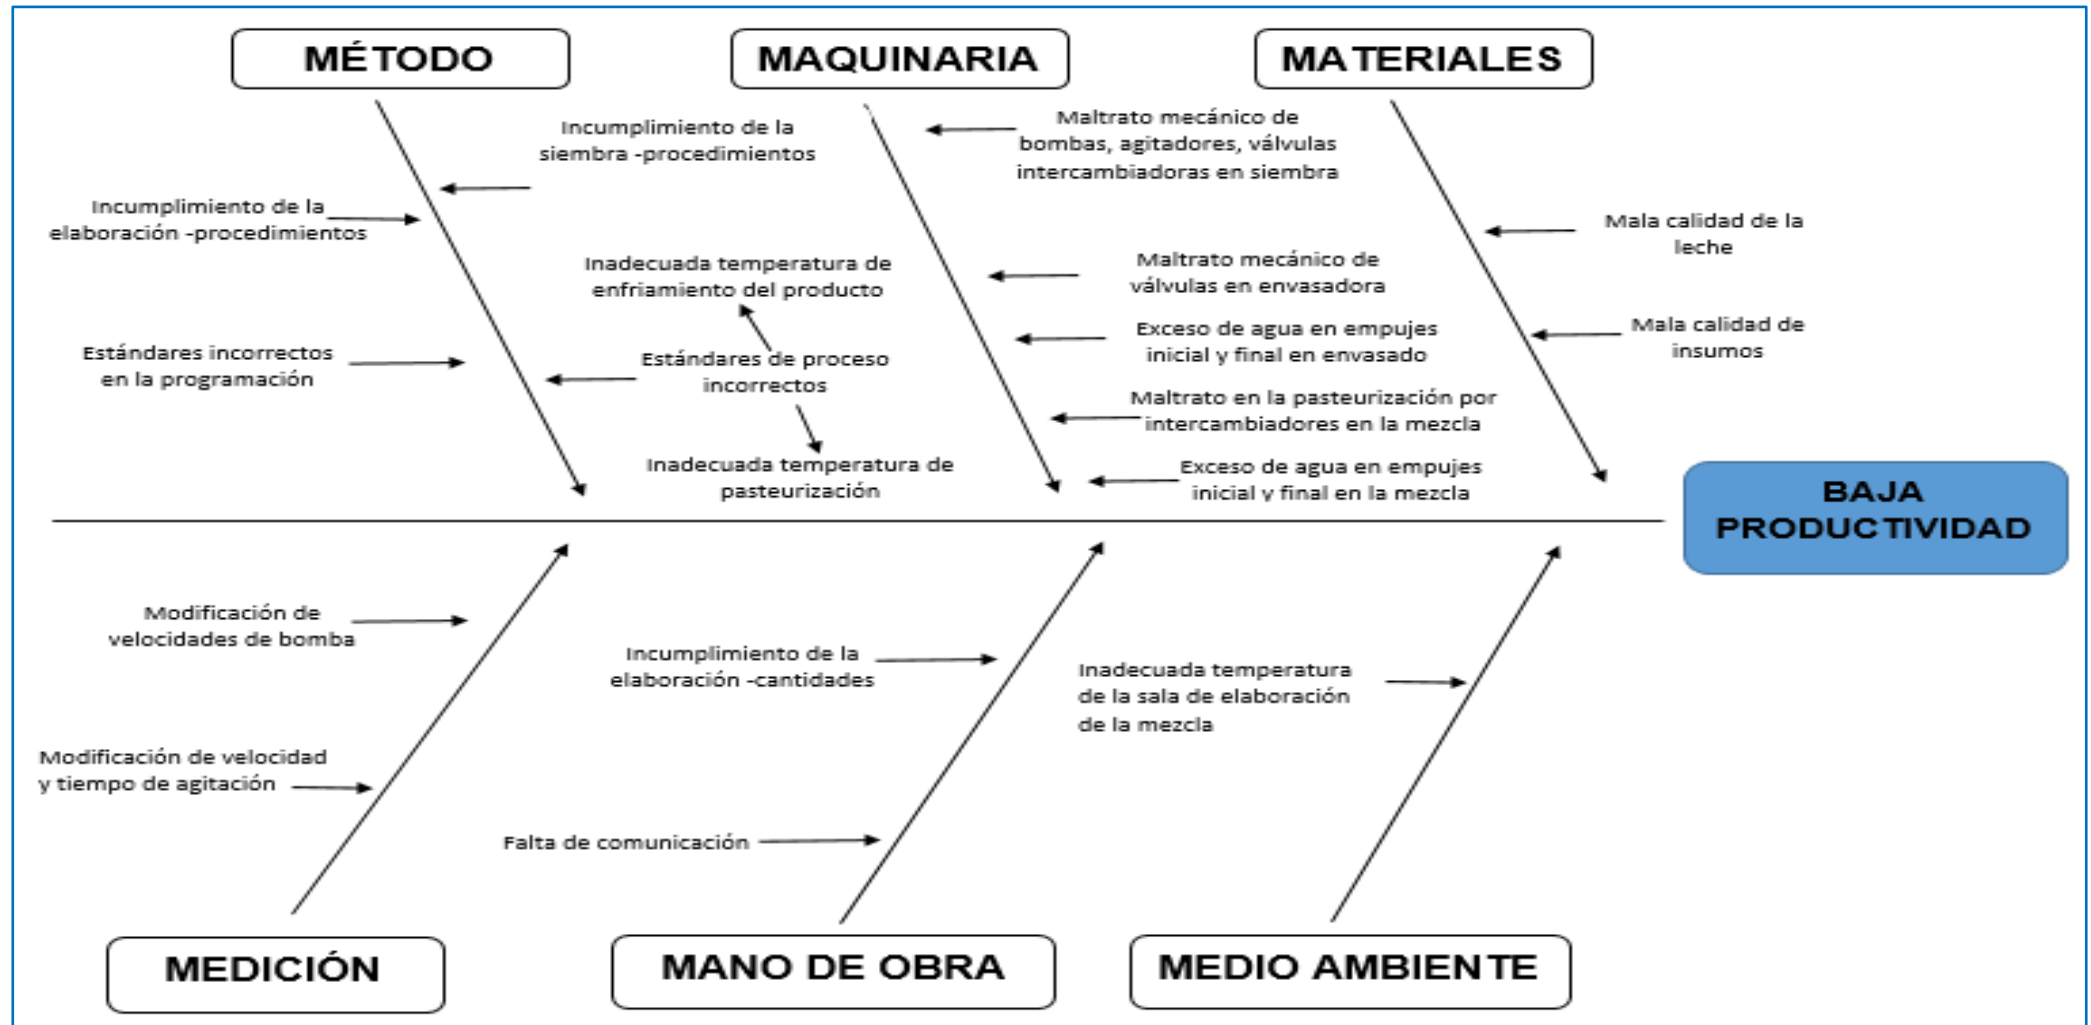 MÉTODO
MAQUINARIA
MATERIALES
Incumplimiento de la
siembra -procedimientos
Incumplimiento de la
elaboración -procedimientos
Inadecuada temperatura de
enfriamiento del producto
Estándares incorrectos
en la programación
Estándares de proceso
incorrectos
Inadecuada temperatura de
pasteurización
Maltrato mecánico de
bombas, agitadores, válvulas
intercambiadoras en siembra
Maltrato mecánico de
válvulas en envasadora
Exceso de agua en empujes
inicial y final en envasado
Maltrato en la pasteurización por
intercambiadores en la mezcla
Exceso de agua en empujes
inicial y final en la mezcla
Mala calidad de la
leche
Mala calidad de
insumos
BAJA
PRODUCTIVIDAD
Modificación de
velocidades de bomba
Modificación de velocidad
y tiempo de agitación
Incumplimiento de la
elaboración -cantidades
Falta de comunicación
Inadecuada temperatura
de la sala de elaboración
de la mezcla
MEDICIÓN
MANO DE OBRA
MEDIO AMBIENTE